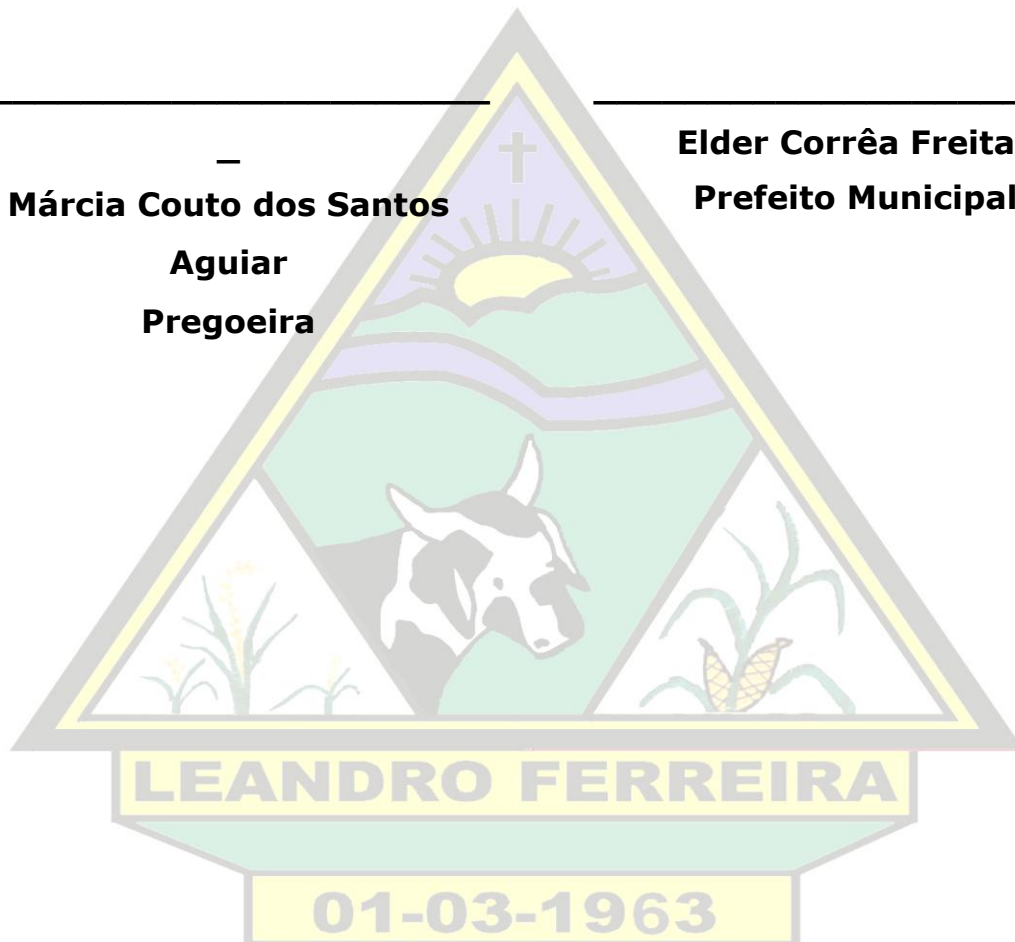 Márcia Couto dos Santos
Aguiar
Pregoeira
Elder Corrêa Freita
Prefeito Municipal
LEANDRO FERREIRA
01-03-1963